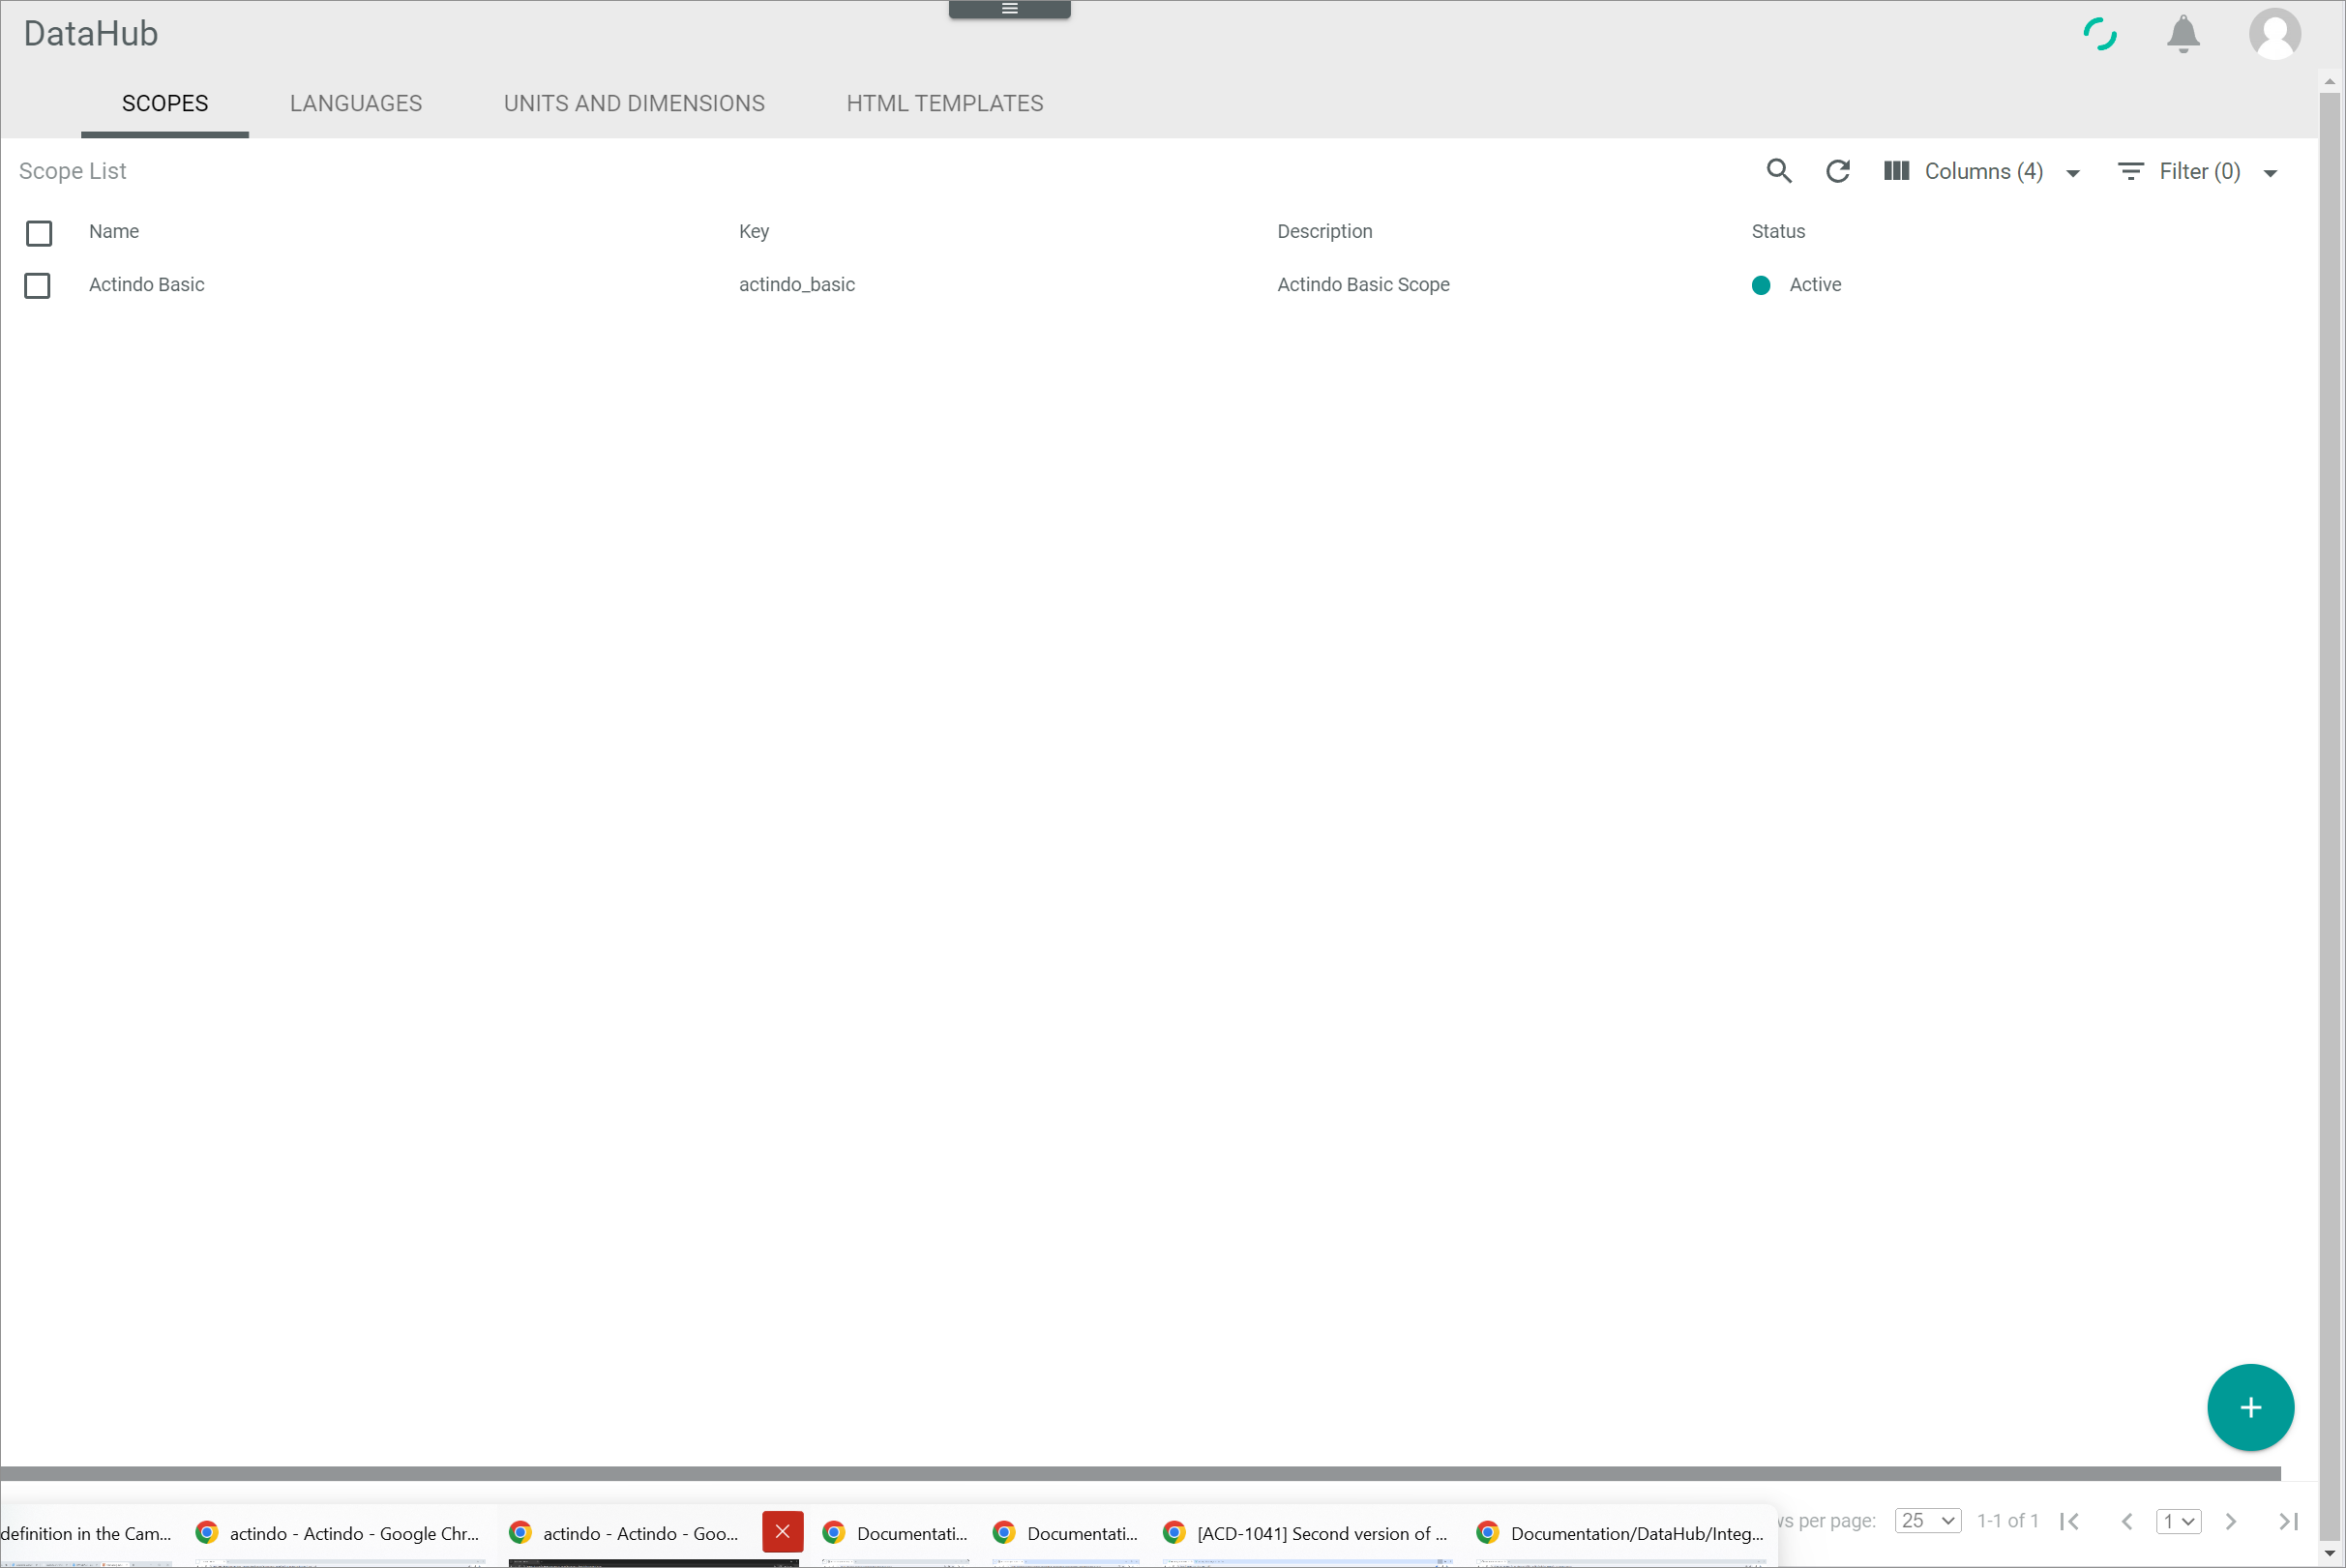 DataHub
SCOPES LANGUAGES UNITS AND DIMENSIONS HTML TEMPLATES
Scope List Columns (4) Filter (0)
Name Key Description Status
Actindo Basic actindo_basic Actindo Basic Scope Active
per page: 25 1-1 of 1 1
definition in the Cam... actindo - Actindo - Google Chr... actindo - Actindo - Goo... Documentati... Documentati... [ACD-1041] Second version of ... Documentation/DataHub/Integ...